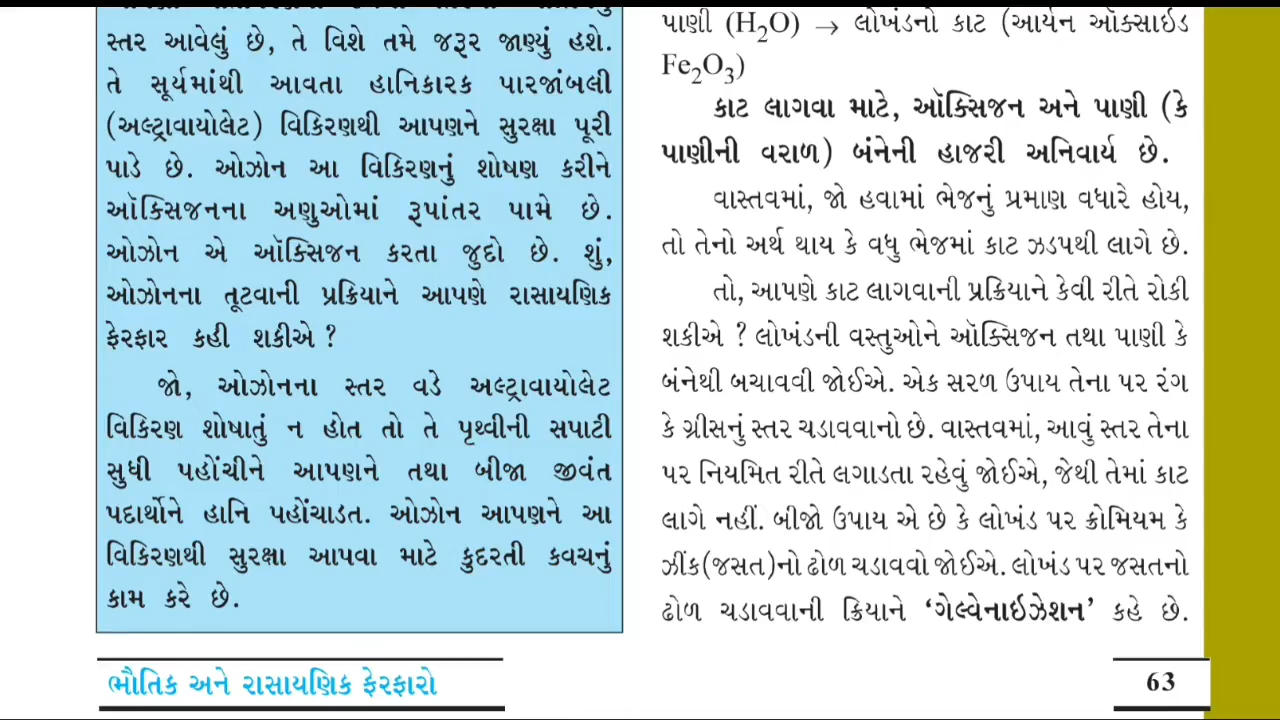 સ્તર આવેલું છે, તે વિશે તમે જરૂર જાણ્યું હશે.
તે સૂર્યમાંથી આવતા હાનિકારક પારજાંબલી
(અલ્ટ્રાવાયોલેટ) વિકિરણથી આપણને સુરક્ષા પૂરી
પાડે છે. ઓઝોન આ વિકિરણનું શોષણ કરીને
ઑક્સિજનના અણુઓમાં રૂપાંતર પામે છે.
ઓઝોન એ ઑક્સિજન કરતા જુદો છે. શું,
ઓઝોનના તૂટવાની પ્રક્રિયાને આપણે રાસાયણિક
ફેરફાર કહી શકીએ ?
જો, ઓઝોનના સ્તર વડે અલ્ટ્રાવાયોલેટ
વિકિરણ શોષાતું ન હોત તો તે પૃથ્વીની સપાટી
સુધી પહોંચીને આપણને તથા બીજા જીવંત
પદાર્થોને હાનિ પહોંચાડત. ઓઝોન આપણને આ
વિકિરણથી સુરક્ષા આપવા માટે કુદરતી કવચનું
કામ કરે છે.
પાણી (H₂O) → લોખંડનો કાટ (આર્યન ઑક્સાઇડ
Fe₂O₃)
કાટ લાગવા માટે, ઑક્સિજન અને પાણી (કે
પાણીની વરાળ) બંનેની હાજરી અનિવાર્ય છે.
વાસ્તવમાં, જો હવામાં ભેજનું પ્રમાણ વધારે હોય,
તો તેનો અર્થ થાય કે વધુ ભેજમાં કાટ ઝડપથી લાગે છે.
તો, આપણે કાટ લાગવાની પ્રક્રિયાને કેવી રીતે રોકી
શકીએ ? લોખંડની વસ્તુઓને ઑક્સિજન તથા પાણી કે
બંનેથી બચાવવી જોઈએ. એક સરળ ઉપાય તેના પર રંગ
કે ગ્રીસનું સ્તર ચડાવવાનો છે. વાસ્તવમાં, આવું સ્તર તેના
પર નિયમિત રીતે લગાડતા રહેવું જોઈએ, જેથી તેમાં કાટ
લાગે નહીં. બીજો ઉપાય એ છે કે લોખંડ પર ક્રોમિયમ કે
ઝીંક(જસત)નો ઢોળ ચડાવવો જોઈએ. લોખંડ પર જસતનો
ઢોળ ચડાવવાની ક્રિયાને ‘ગેલ્વેનાઇઝેશન’ કહે છે.
ભૌતિક અને રાસાયણિક ફેરફારો
63